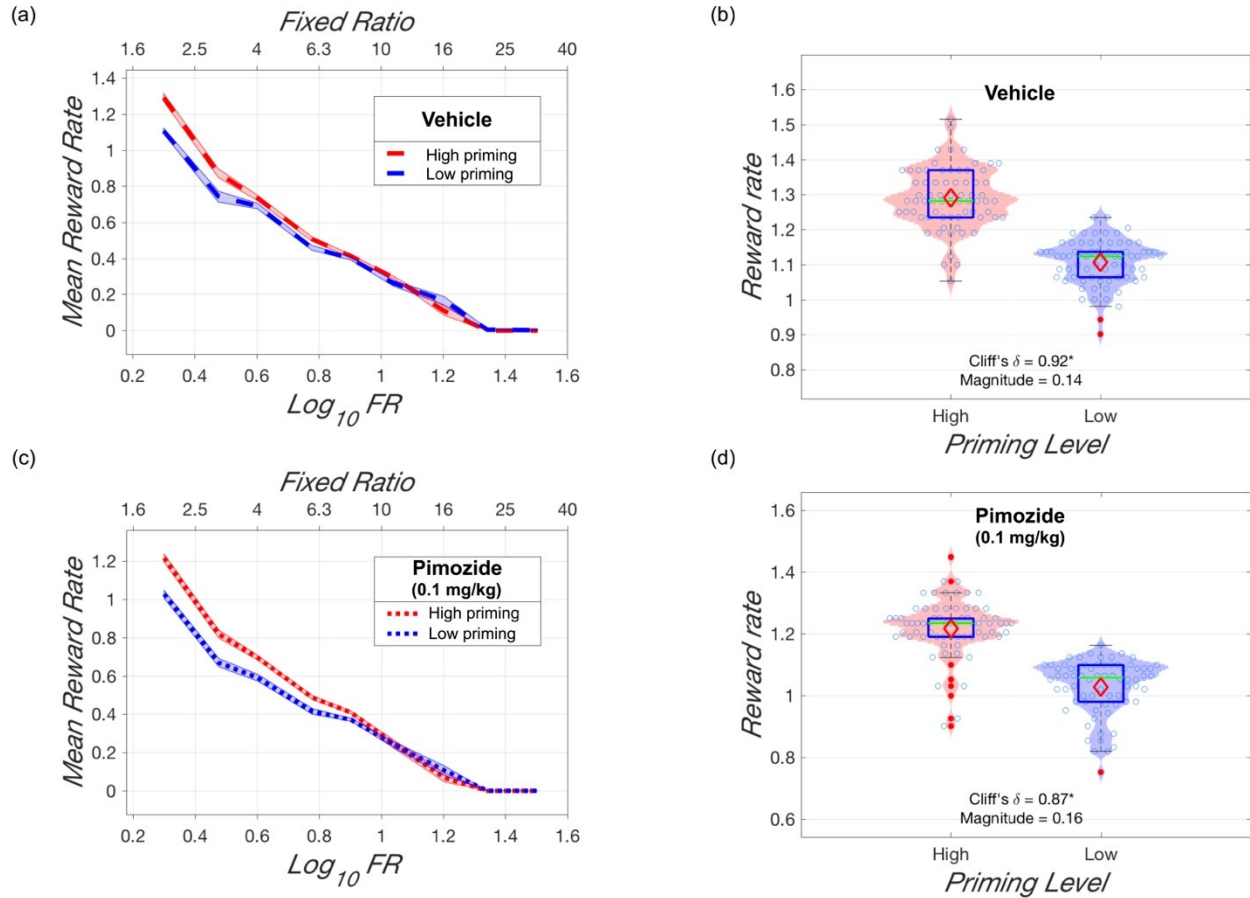 (a)
Fixed Ratio
1.6 2.5 4 6.3 10 16 25 40
1.4
1.2
1
0.8
0.6
0.4
0.2
0
Mean Reward Rate
Vehicle
High priming
Low priming
0.2 0.4 0.6 0.8 1 1.2 1.4 1.6
Log10 FR
(b)
1.6
1.5
1.4
1.3
1.2
1.1
1
0.9
0.8
Reward rate
Vehicle
Cliff's δ = 0.92*
Magnitude = 0.14
High Low
Priming Level
(c)
Fixed Ratio
1.6 2.5 4 6.3 10 16 25 40
1.2
1
0.8
0.6
0.4
0.2
0
Mean Reward Rate
Pimozide
(0.1 mg/kg)
High priming
Low priming
0.2 0.4 0.6 0.8 1 1.2 1.4 1.6
Log10 FR
(d)
1.6
1.4
1.2
1
0.8
0.6
Reward rate
Pimozide
(0.1 mg/kg)
Cliff's δ = 0.87*
Magnitude = 0.16
High Low
Priming Level